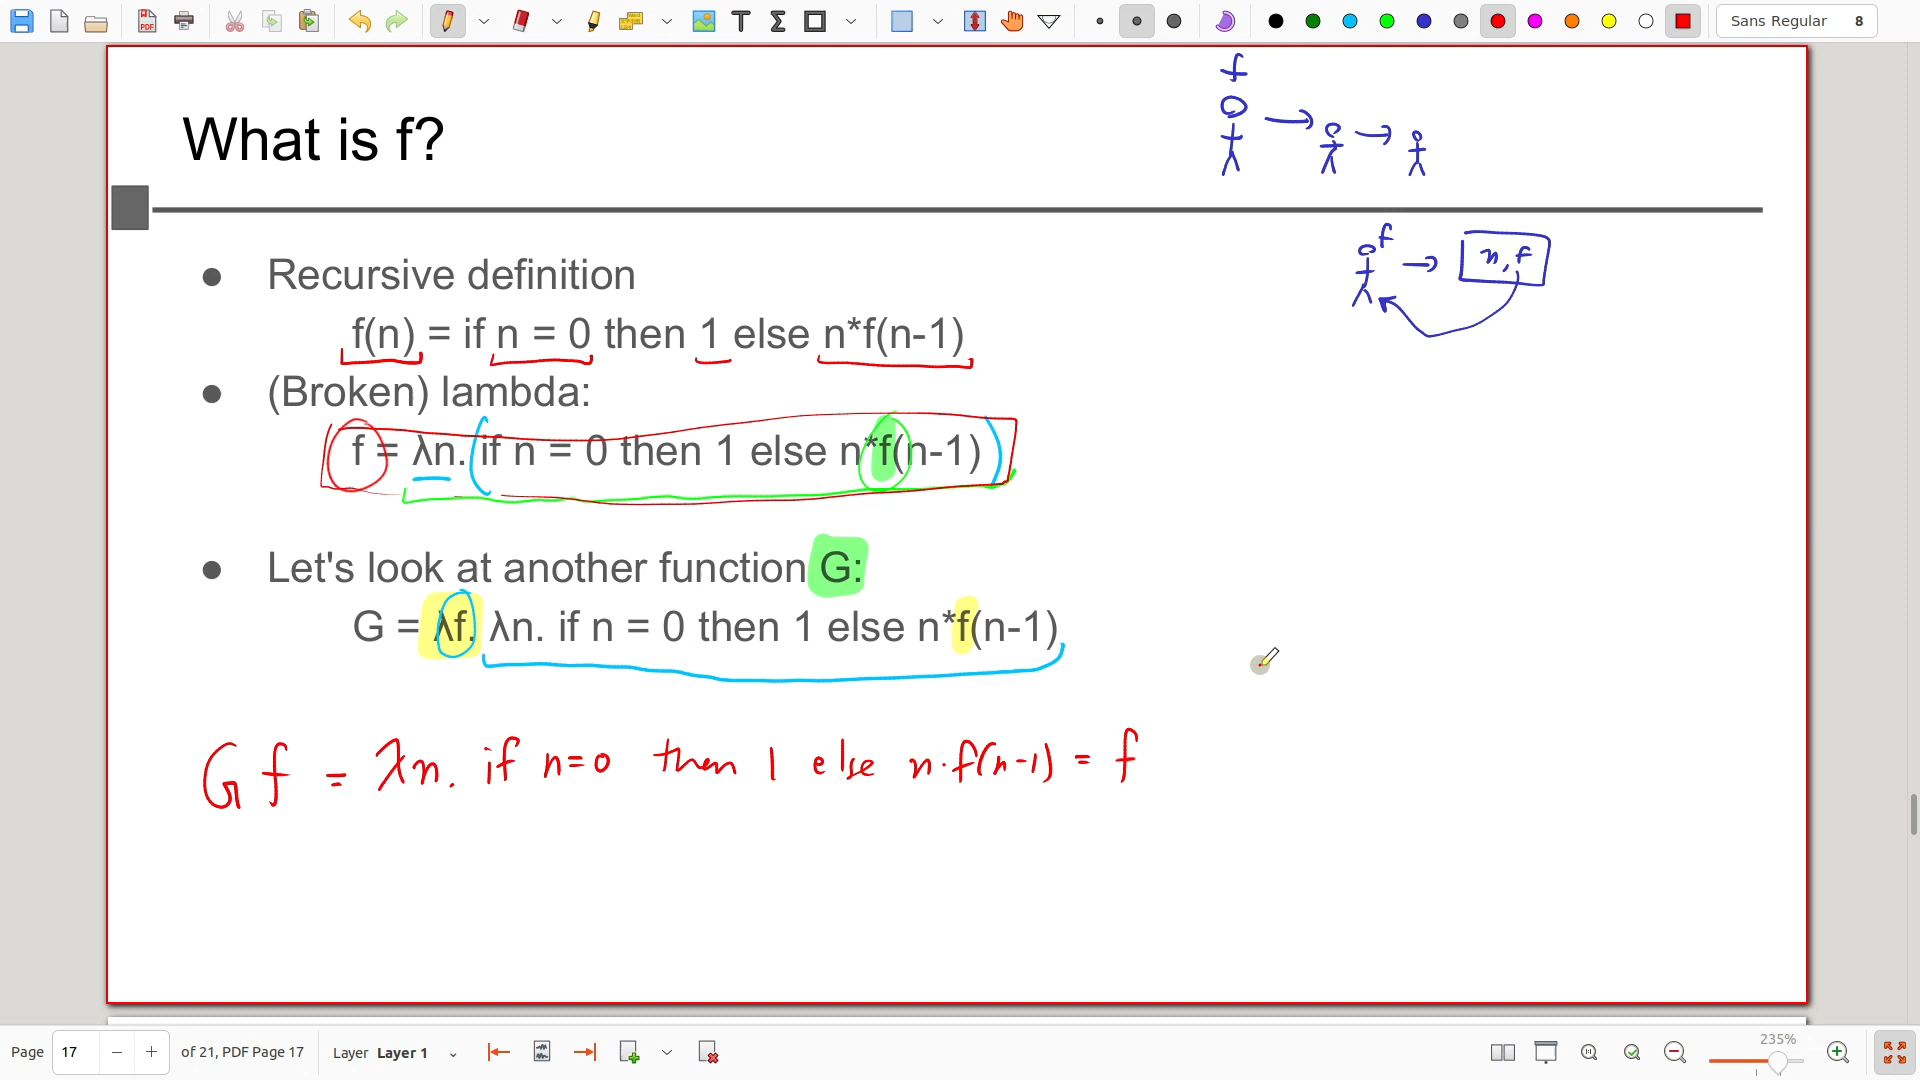 Sans Regular 8
f
What is f?
f
n, f
● Recursive definition
f(n) = if n = 0 then 1 else n*f(n-1)
● (Broken) lambda:
f = λn. if n = 0 then 1 else n*f(n-1)
● Let's look at another function G:
G = λf. λn. if n = 0 then 1 else n*f(n-1)
G f = λn. if n=0 then 1 else n·f(n-1) = f
Page 17 − + of 21, PDF Page 17 Layer Layer 1 235%